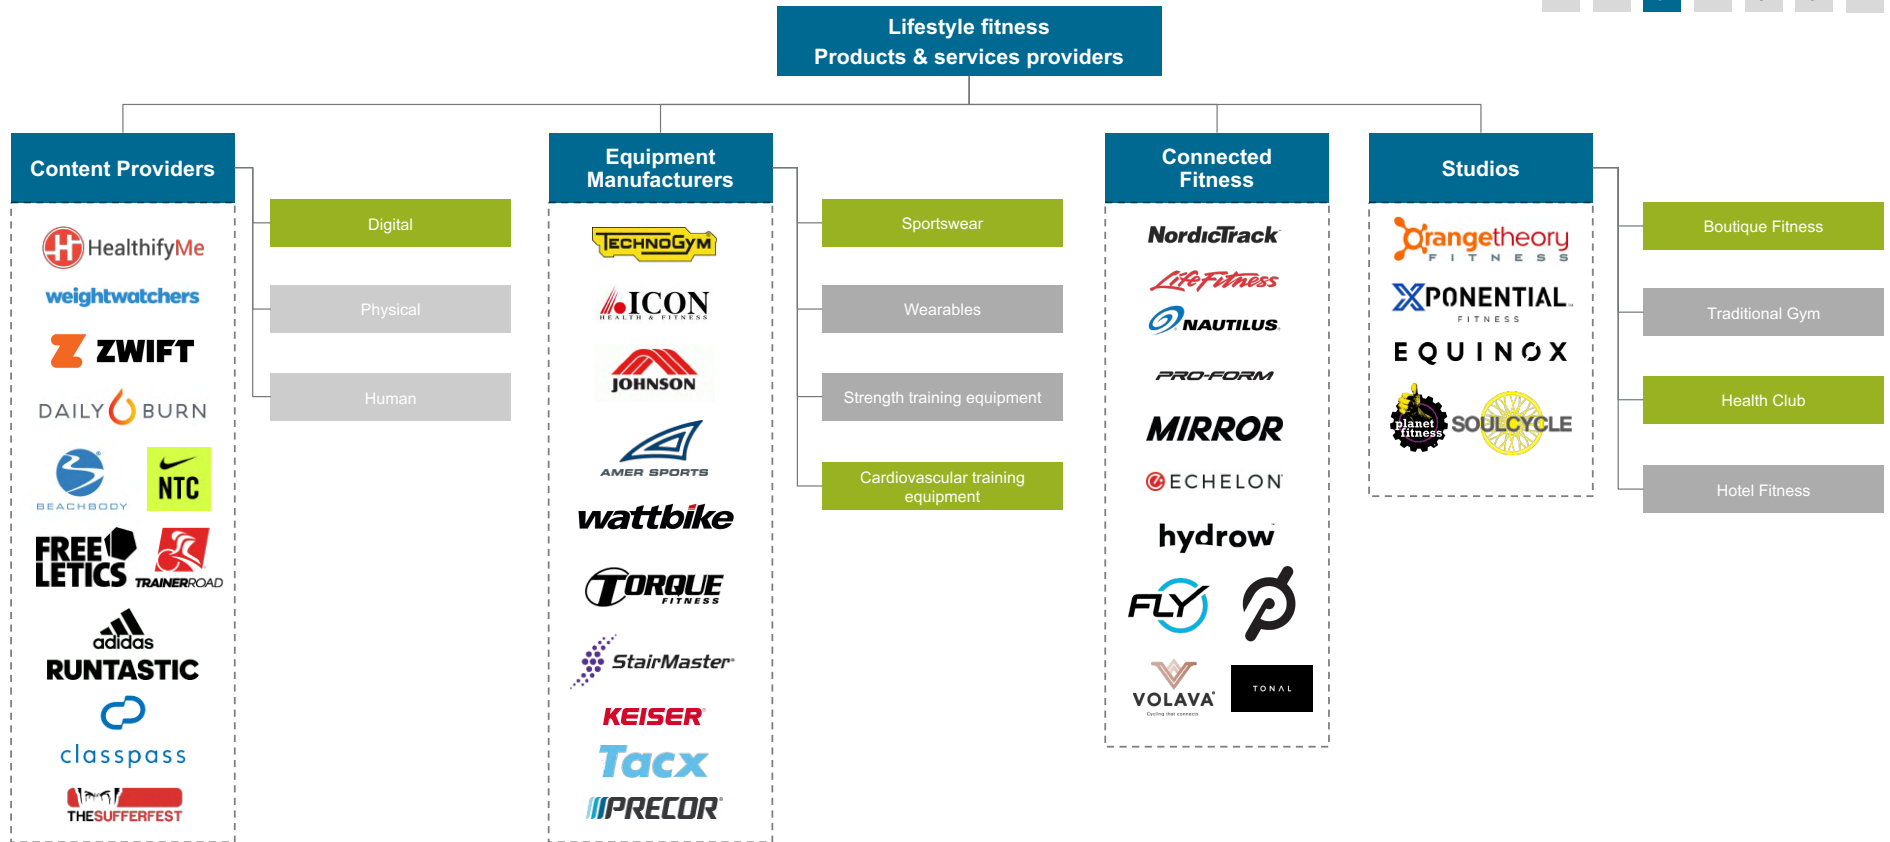 Lifestyle fitness
Products & services providers
Content Providers
HealthifyMe
weightwatchers
ZWIFT
DAILY BURN
BEACHBODY
NTC
FREE
LETICS
TRAINERROAD
adidas
RUNTASTIC
classpass
THESUFFERFEST
Digital
Physical
Human
Equipment
Manufacturers
TECHNOGYM
ICON
HEALTH & FITNESS
JOHNSON
AMER SPORTS
wattbike
TORQUE
FITNESS
StairMaster
KEISER
Tacx
PRECOR
Sportswear
Wearables
Strength training equipment
Cardiovascular training
equipment
Connected
Fitness
NordicTrack
LifeFitness
NAUTILUS
PRO-FORM
MIRROR
ECHELON
hydrow
FLY
VOLAVA
Cycling that connects
TONAL
Studios
Orangetheory
FITNESS
XPONENTIAL
FITNESS
EQUINOX
planet
fitness
SOULCYCLE
Boutique Fitness
Traditional Gym
Health Club
Hotel Fitness